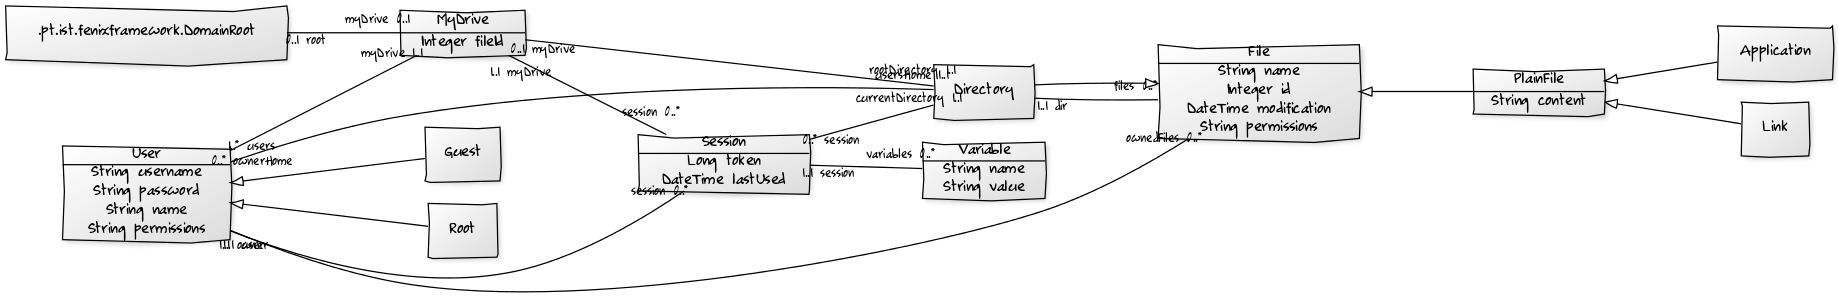 .pt.ist.fenixframework.DomainRoot
0..1 root
myDrive 0..1
MyDrive
Integer fileId
myDrive 1..1
0..1 myDrive
1..1 myDrive
session 0..*
rootDirectory 1..1
usersHome 1..1
Directory
currentDirectory 1..1
files 0..*
1..1 dir
File
String name
Integer id
DateTime modification
String permissions
ownedFiles 0..*
PlainFile
String content
Application
Link
1..* users
0..* ownerHome
User
String username
String password
String name
String permissions
1..1 owner
Guest
Root
Session
Long token
DateTime lastUsed
session 0..*
0..* session
variables 0..*
1..1 session
Variable
String name
String value